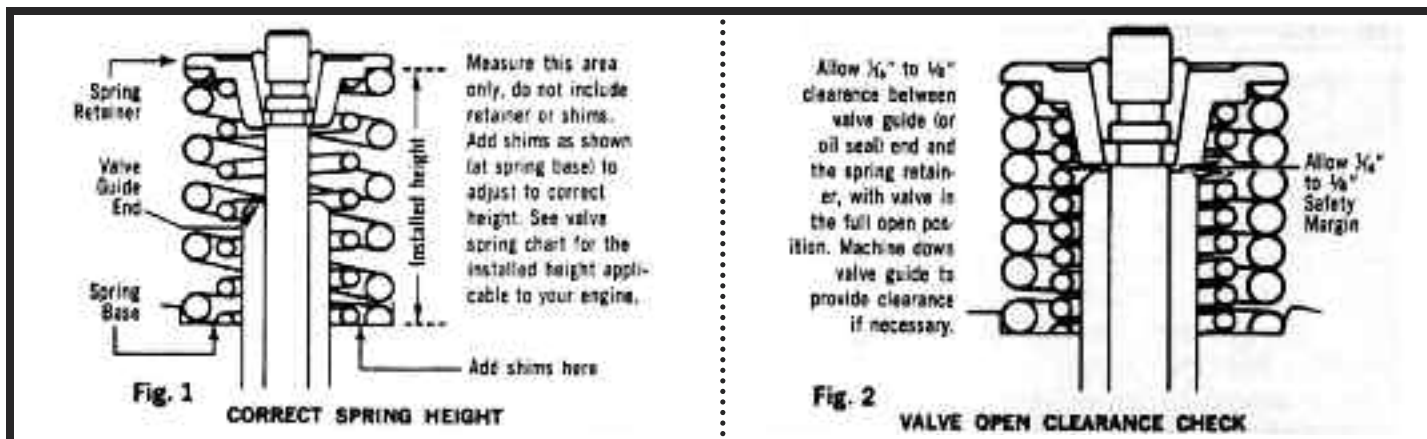 Spring
Retainer
Valve
Guide
End
Spring
Base
Installed height
Measure this area
only, do not include
retainer or shims.
Add shims as shown
(at spring base) to
adjust to correct
height. See valve
spring chart for the
installed height appli-
cable to your engine.
Add shims here
Fig. 1
CORRECT SPRING HEIGHT
Allow 1/16" to 1/8"
clearance between
valve guide (or
oil seal) end and
the spring retain-
er, with valve in
the full open pos-
ition. Machine down
valve guide to
provide clearance
if necessary.
Allow 1/16"
to 1/8"
Safety
Margin
Fig. 2
VALVE OPEN CLEARANCE CHECK